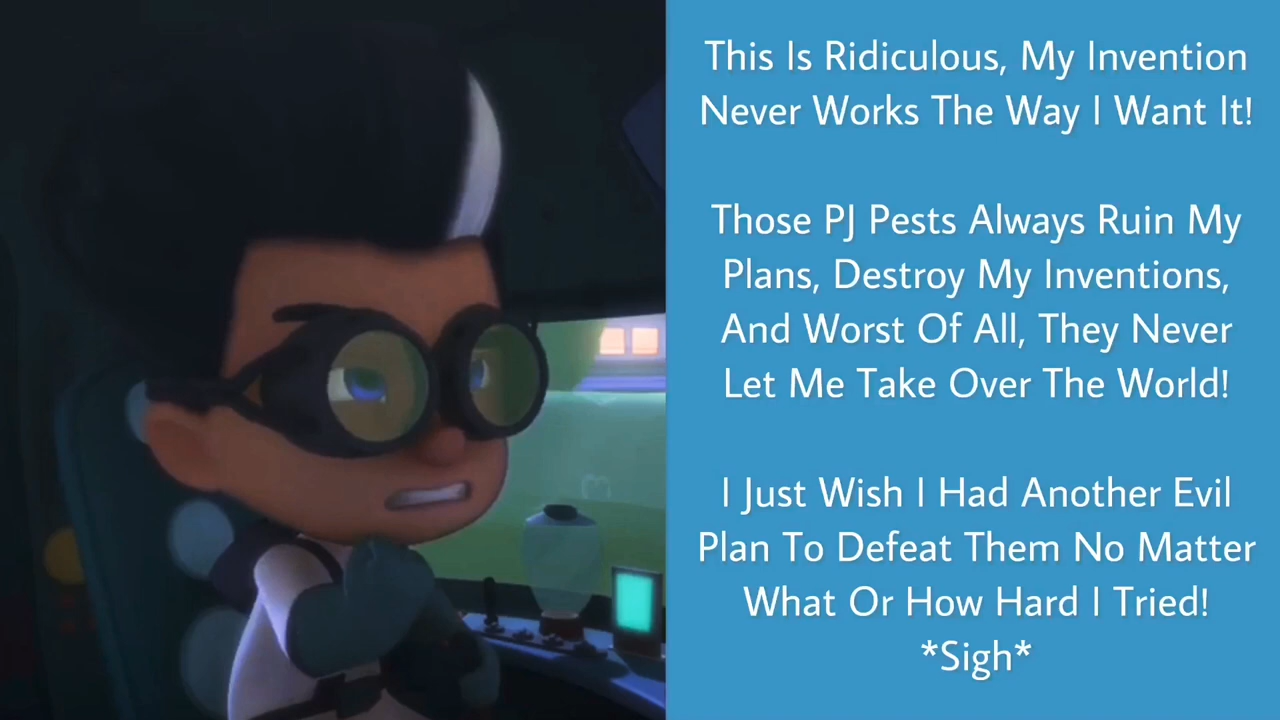 This Is Ridiculous, My Invention
Never Works The Way I Want It!
Those PJ Pests Always Ruin My
Plans, Destroy My Inventions,
And Worst Of All, They Never
Let Me Take Over The World!
I Just Wish I Had Another Evil
Plan To Defeat Them No Matter
What Or How Hard I Tried!
*Sigh*